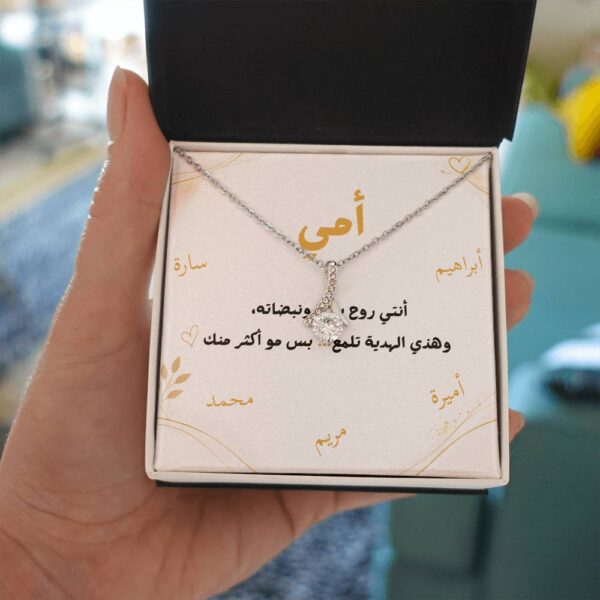 أمي
سارة
أبراهيم
أنتي روح ونبضاته،
وهذي الهدية تلمع... بس مو أكثر منك
أميرة
محمد
مريم